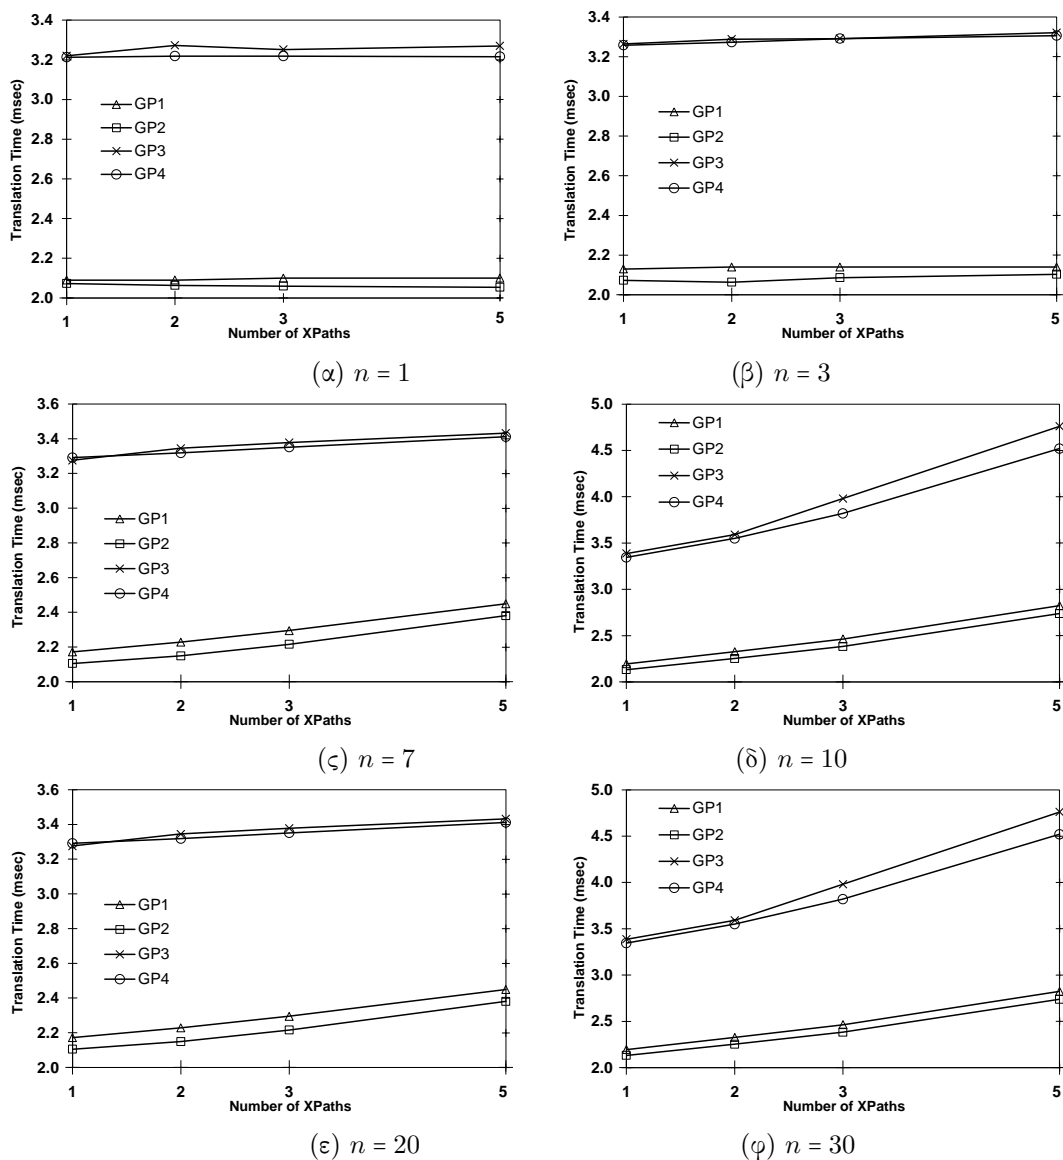 3.4
3.2
3.0
2.8
2.6
2.4
2.2
2.0
Translation Time (msec)
GP1
GP2
GP3
GP4
1 2 3 5
Number of XPaths
(α) n = 1
3.4
3.2
3.0
2.8
2.6
2.4
2.2
2.0
Translation Time (msec)
GP1
GP2
GP3
GP4
1 2 3 5
Number of XPaths
(β) n = 3
3.6
3.4
3.2
3.0
2.8
2.6
2.4
2.2
2.0
Translation Time (msec)
GP1
GP2
GP3
GP4
1 2 3 5
Number of XPaths
(ς) n = 7
5.0
4.5
4.0
3.5
3.0
2.5
2.0
Translation Time (msec)
GP1
GP2
GP3
GP4
1 2 3 5
Number of XPaths
(δ) n = 10
3.6
3.4
3.2
3.0
2.8
2.6
2.4
2.2
2.0
Translation Time (msec)
GP1
GP2
GP3
GP4
1 2 3 5
Number of XPaths
(ε) n = 20
5.0
4.5
4.0
3.5
3.0
2.5
2.0
Translation Time (msec)
GP1
GP2
GP3
GP4
1 2 3 5
Number of XPaths
(φ) n = 30